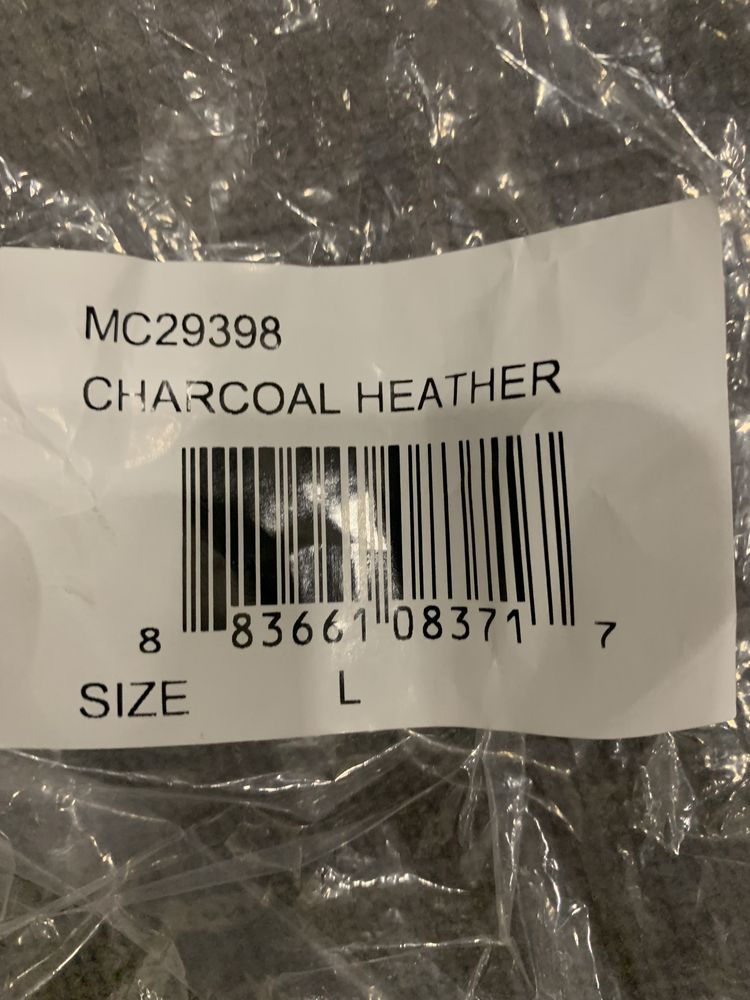 MC29398
CHARCOAL HEATHER
8 83661 08371 7
SIZE L